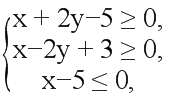 x + 2y–5 ≥ 0,
x–2y + 3 ≥ 0,
x–5 ≤ 0,